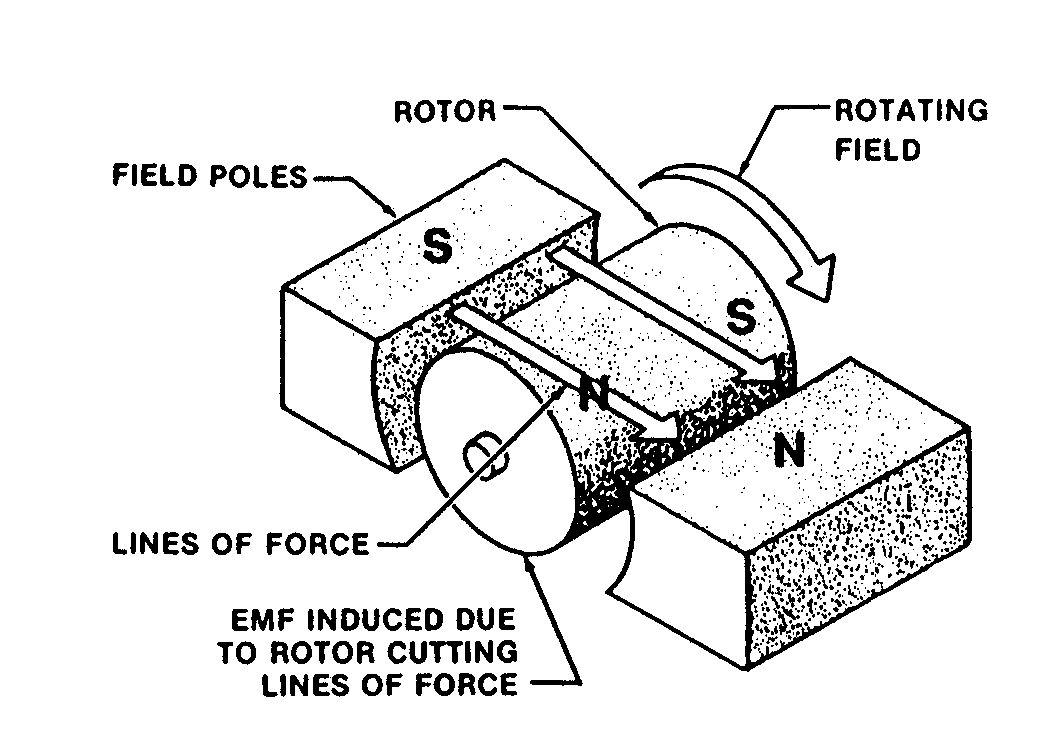 ROTOR
ROTATING
FIELD
FIELD POLES
S
S
N
N
LINES OF FORCE
EMF INDUCED DUE
TO ROTOR CUTTING
LINES OF FORCE